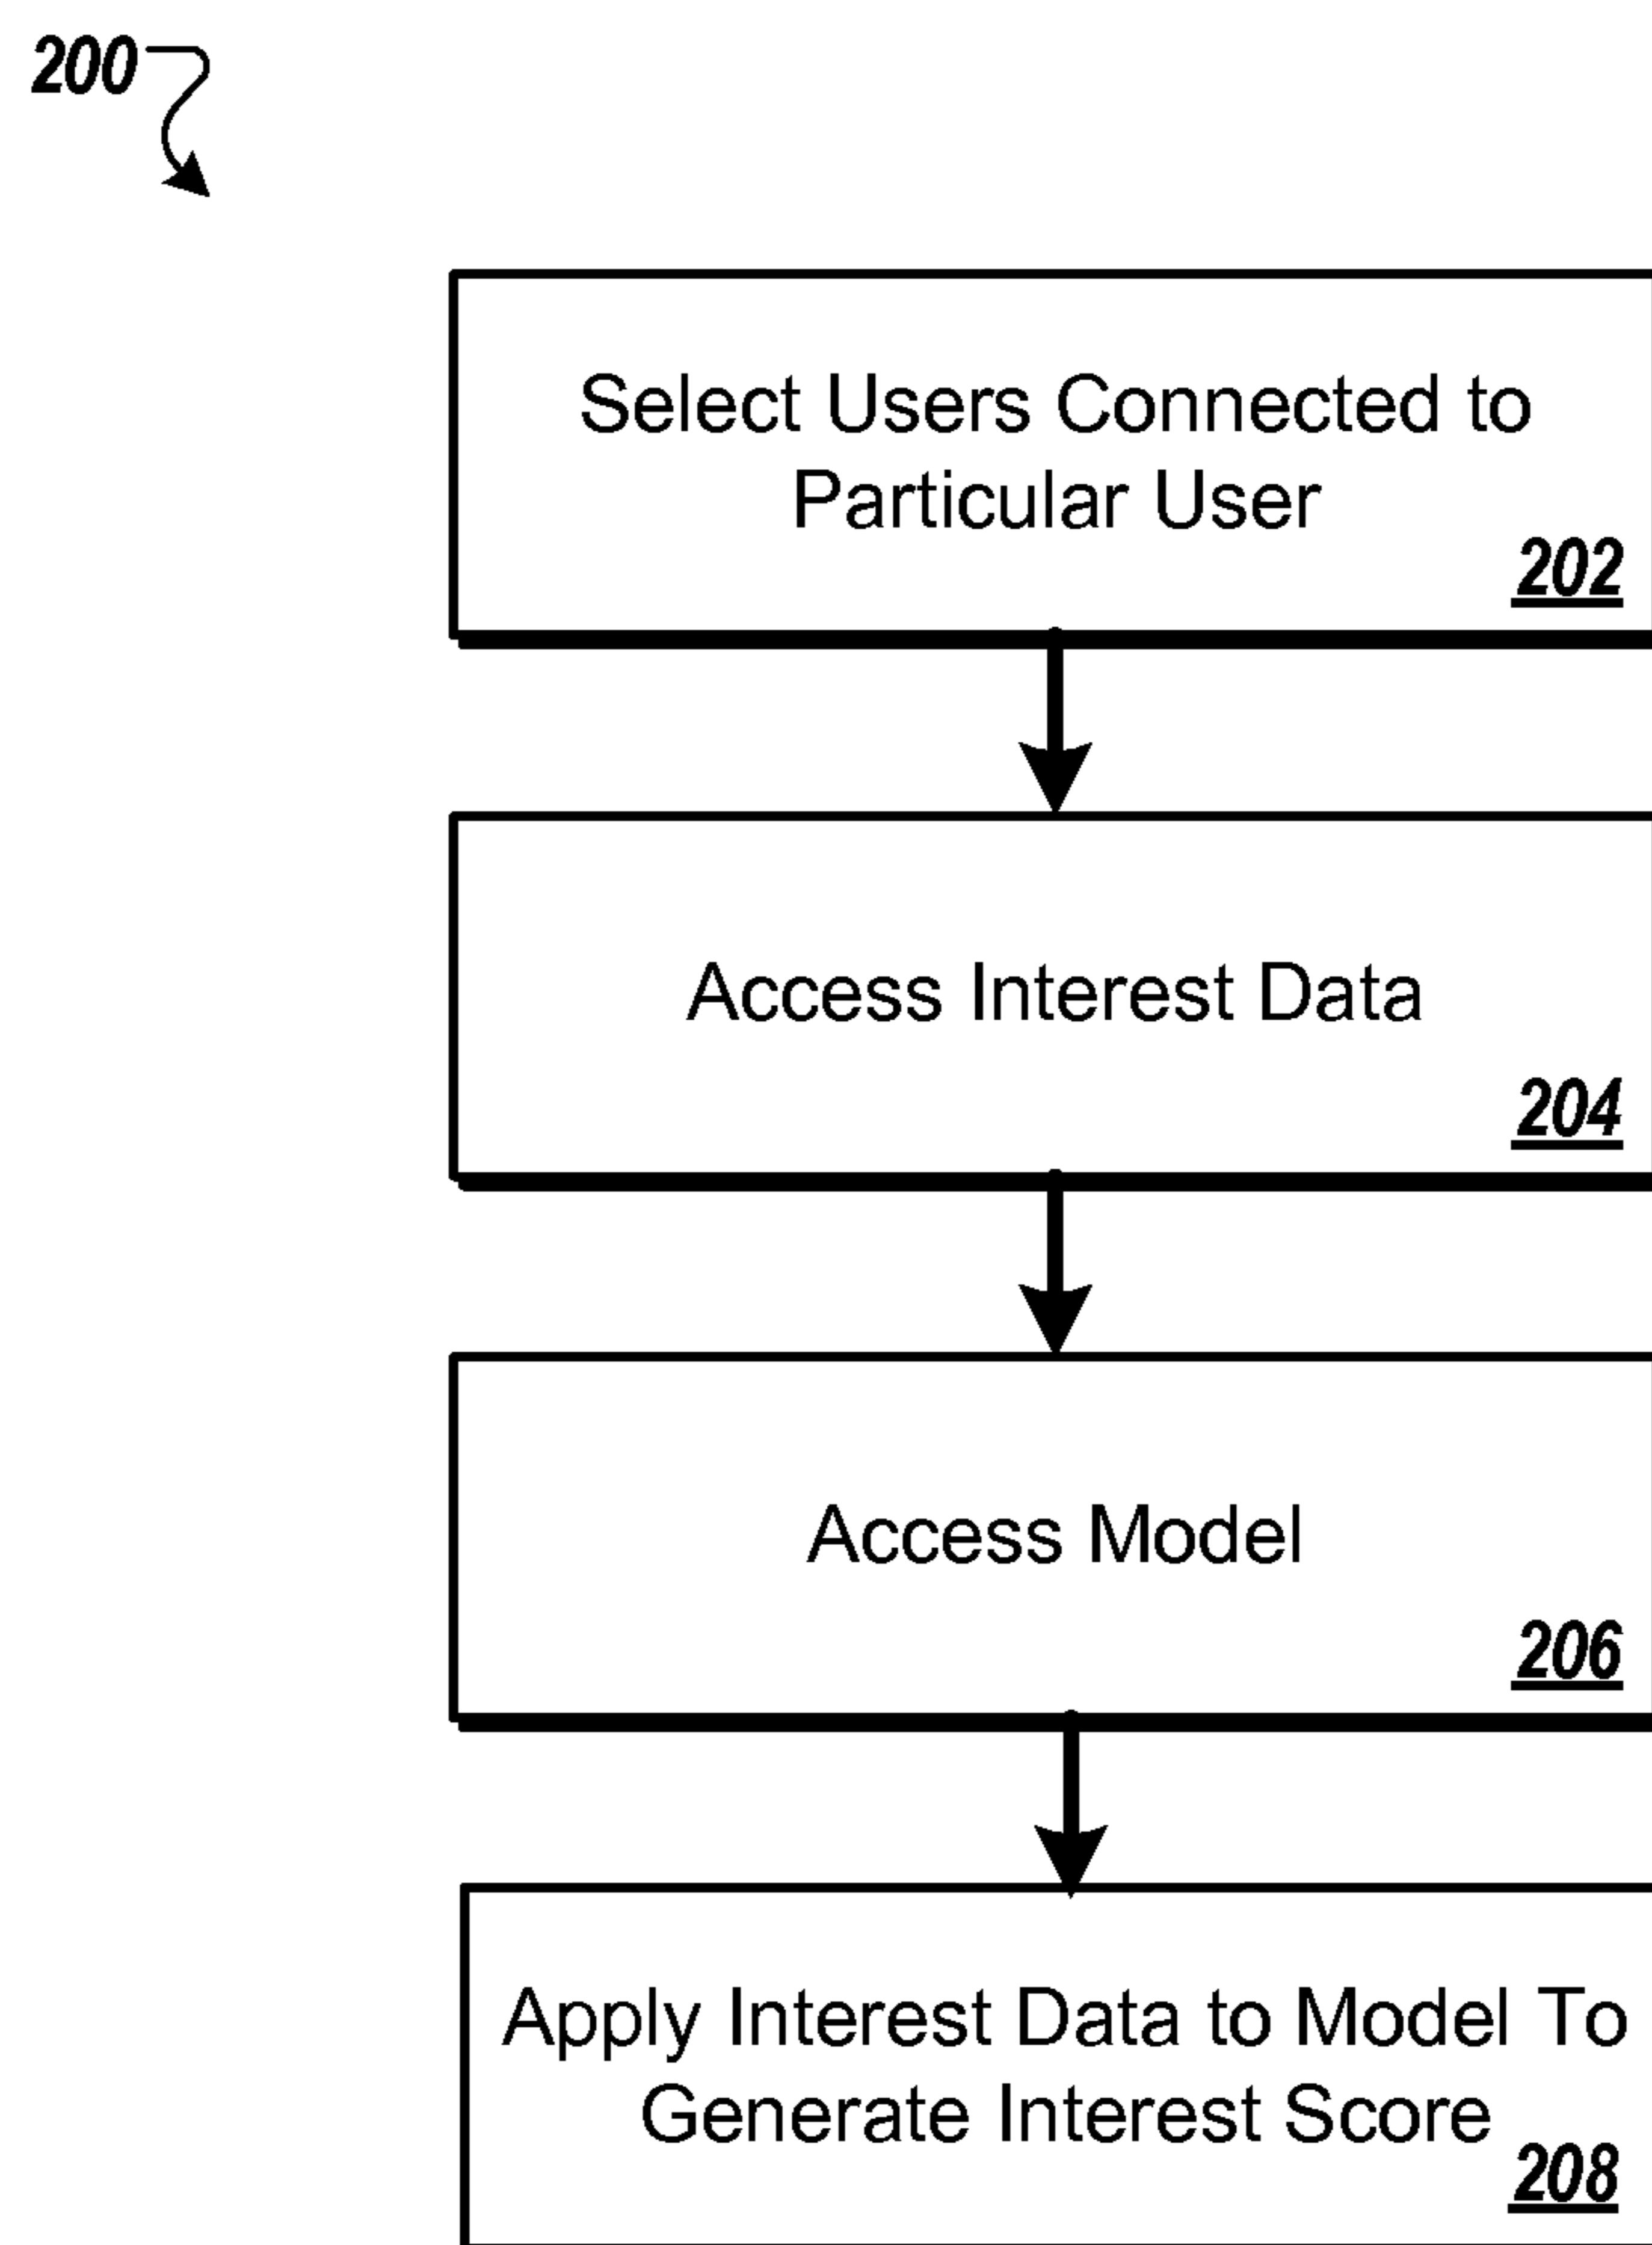 200
Select Users Connected to
Particular User
202
Access Interest Data
204
Access Model
206
Apply Interest Data to Model To
Generate Interest Score
208